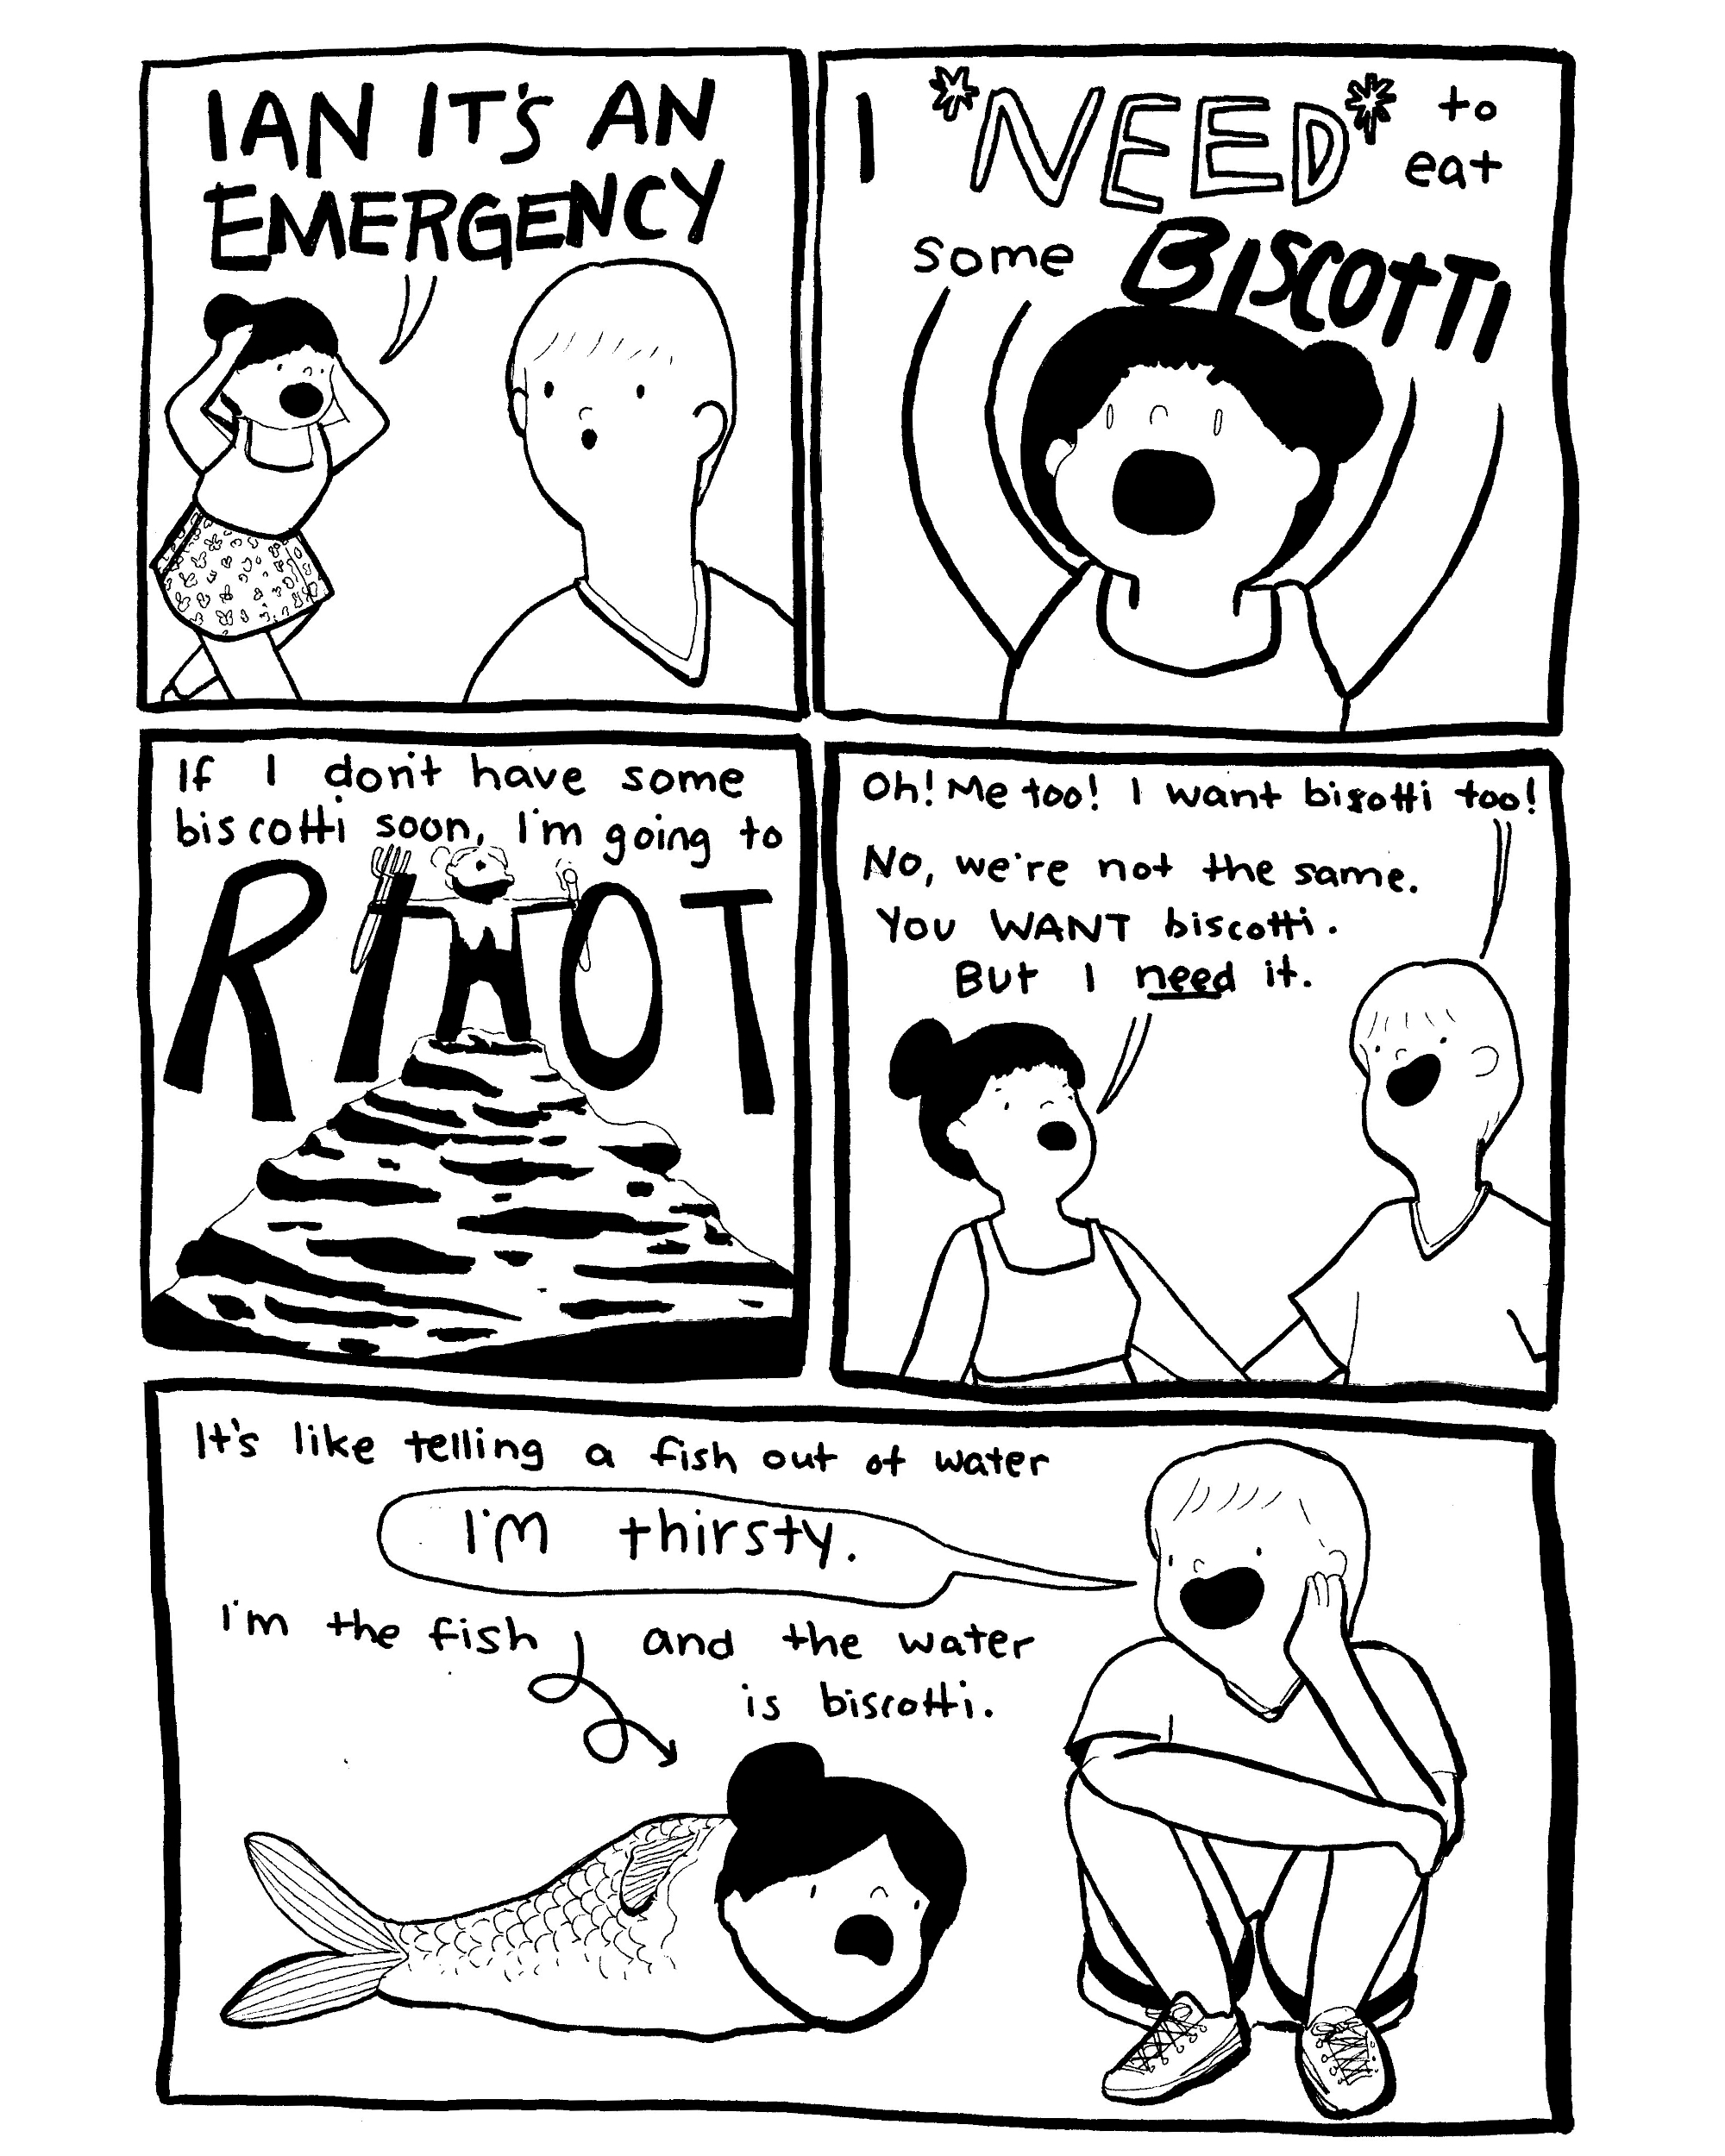 IAN IT'S AN
EMERGENCY
I *NEED* to
eat
some BISCOTTI
If I don't have some
biscotti soon, I'm going to
RIOT
Oh! Me too! I want bisotti too!
No, we're not the same.
You WANT biscotti.
But I need it.
It's like telling a fish out of water
I'M thirsty.
I'm the fish and the water
is biscotti.